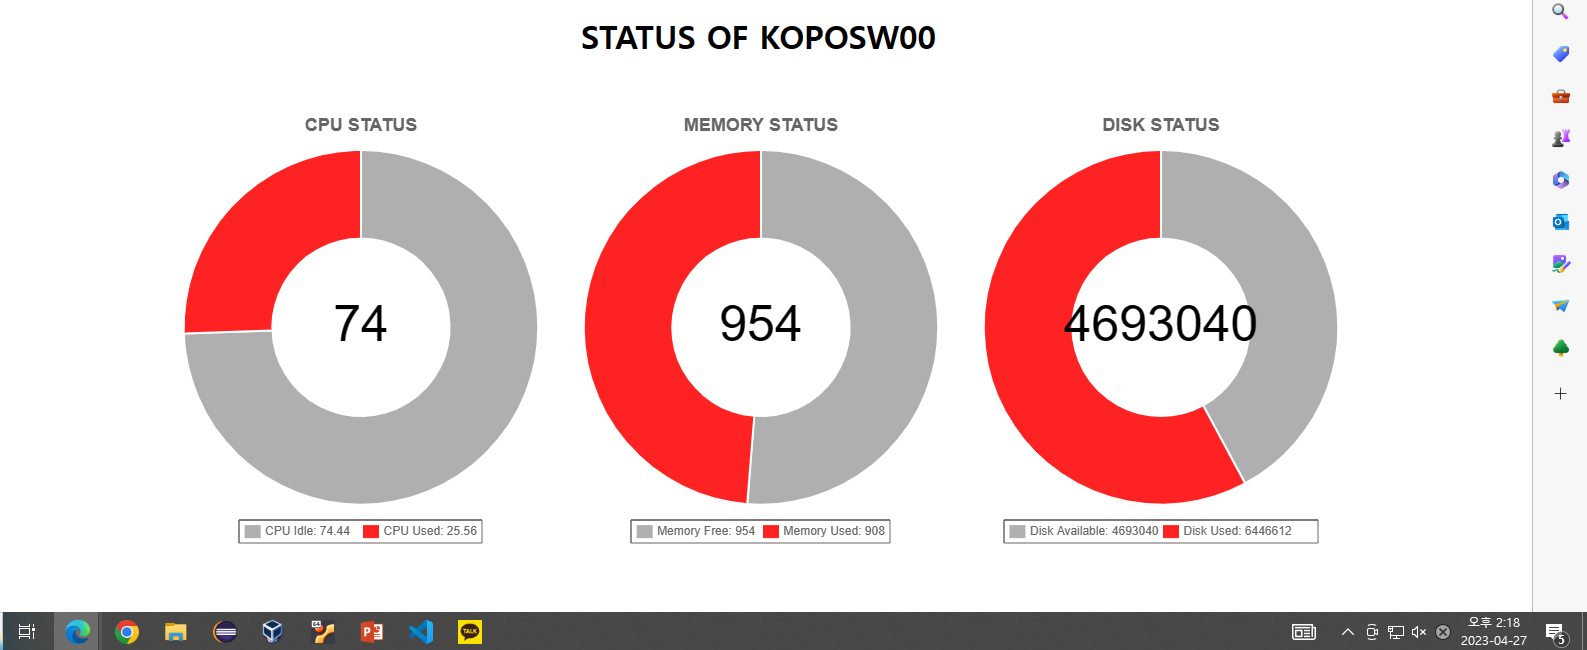 STATUS OF KOPOSW00
CPU STATUS
74
CPU Idle: 74.44 CPU Used: 25.56
MEMORY STATUS
954
Memory Free: 954 Memory Used: 908
DISK STATUS
4693040
Disk Available: 4693040 Disk Used: 6446612
64
TALK
오후 2:18
2023-04-27
5